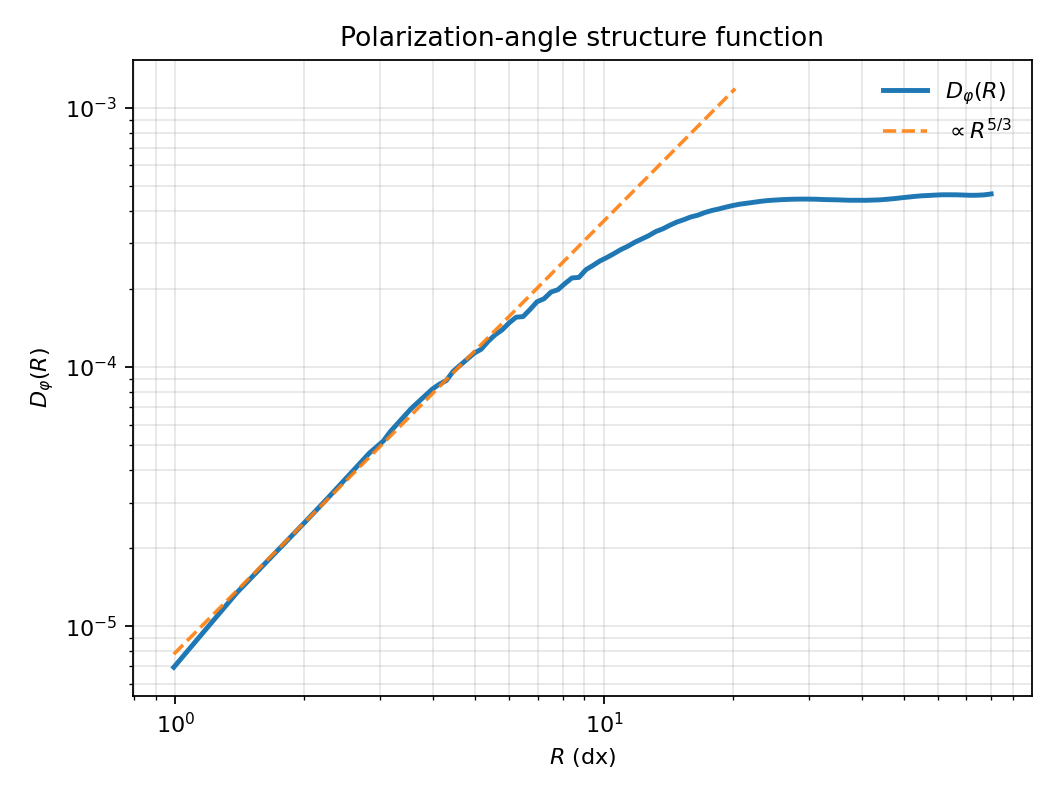 Polarization-angle structure function
D_φ(R)
∝ R^{5/3}
10^{-3}
10^{-4}
10^{-5}
D_φ(R)
10^0
10^1
R (dx)